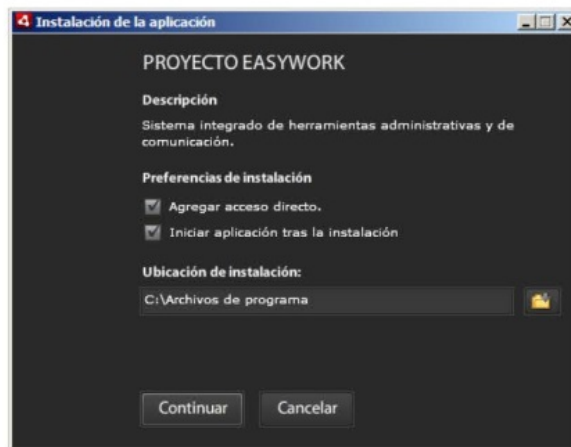 Instalación de la aplicación
PROYECTO EASYWORK
Descripción
Sistema integrado de herramientas administrativas y de
comunicación.
Preferencias de instalación
Agregar acceso directo.
Iniciar aplicación tras la instalación
Ubicación de instalación:
C:\Archivos de programa
Continuar
Cancelar